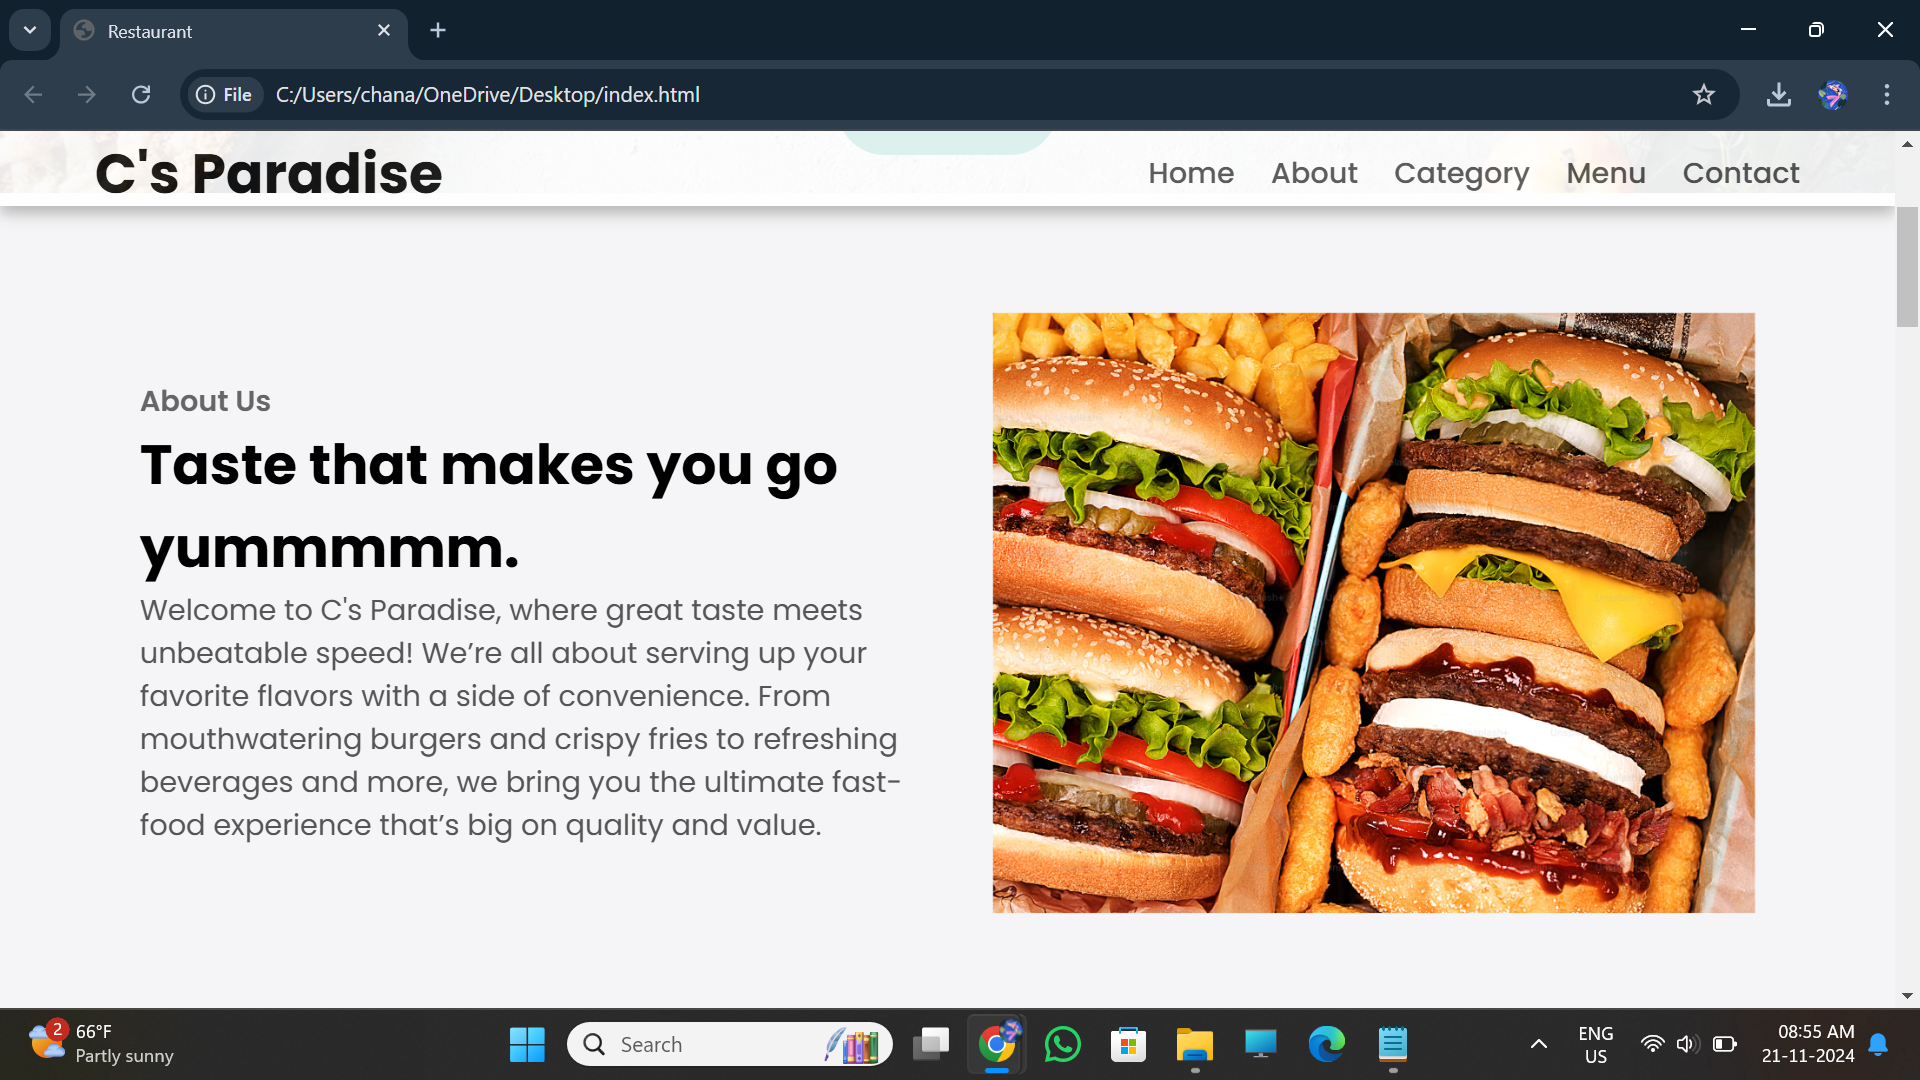 Restaurant
File
C:/Users/chana/OneDrive/Desktop/index.html
C's Paradise
Home About Category Menu Contact
About Us
Taste that makes you go
yummmmmm.
Welcome to C's Paradise, where great taste meets
unbeatable speed! We’re all about serving up your
favorite flavors with a side of convenience. From
mouthwatering burgers and crispy fries to refreshing
beverages and more, we bring you the ultimate fast-
food experience that’s big on quality and value.
2
66°F
Partly sunny
Search
ENG
US
08:55 AM
21-11-2024